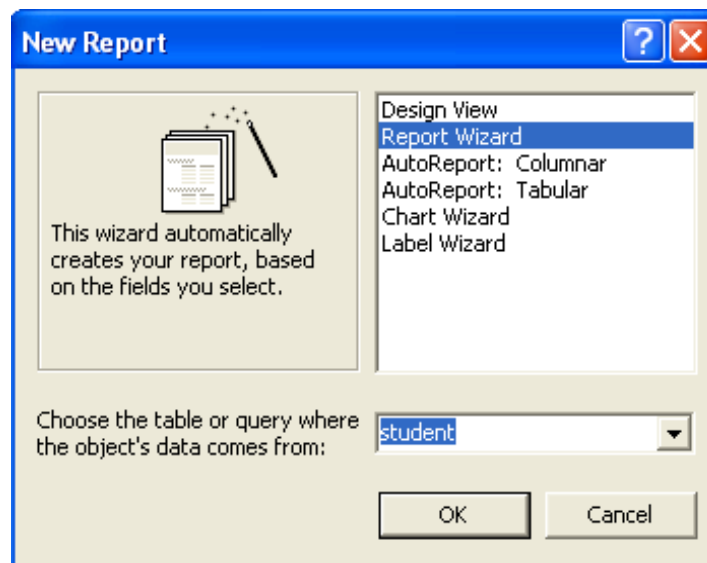 New Report
This wizard automatically
creates your report, based
on the fields you select.
Design View
Report Wizard
AutoReport: Columnar
AutoReport: Tabular
Chart Wizard
Label Wizard
Choose the table or query where
the object's data comes from:
student
OK
Cancel